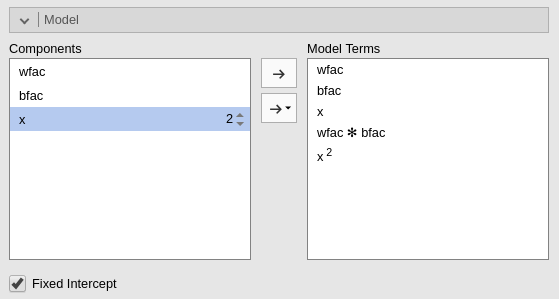 Model
Components
Model Terms
wfac
bfac
x 2
wfac
bfac
x
wfac ✻ bfac
x 2
Fixed Intercept